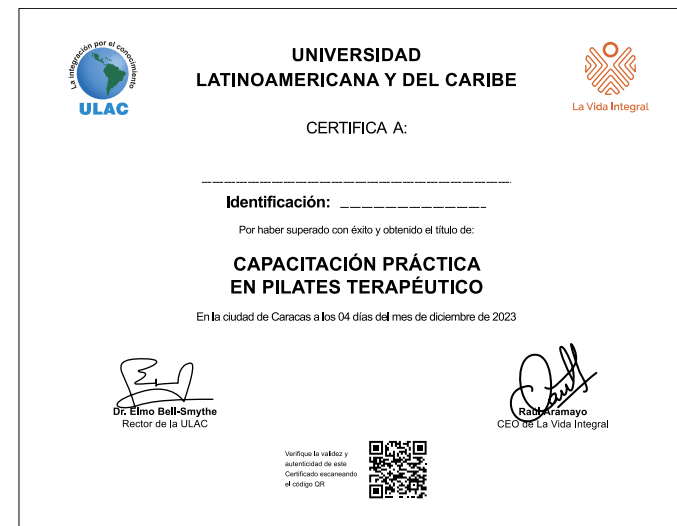 La integración por el conocimiento
ULAC
UNIVERSIDAD
LATINOAMERICANA Y DEL CARIBE
La Vida Integral
CERTIFICA A:
Identificación:
Por haber superado con éxito y obtenido el título de:
CAPACITACIÓN PRÁCTICA
EN PILATES TERAPÉUTICO
En la ciudad de Caracas a los 04 días del mes de diciembre de 2023
Dr. Elmo Bell-Smythe
Rector de la ULAC
Raúl Aramayo
CEO de La Vida Integral
Verifique la validez y
autenticidad de este
Certificado escaneando
el código QR